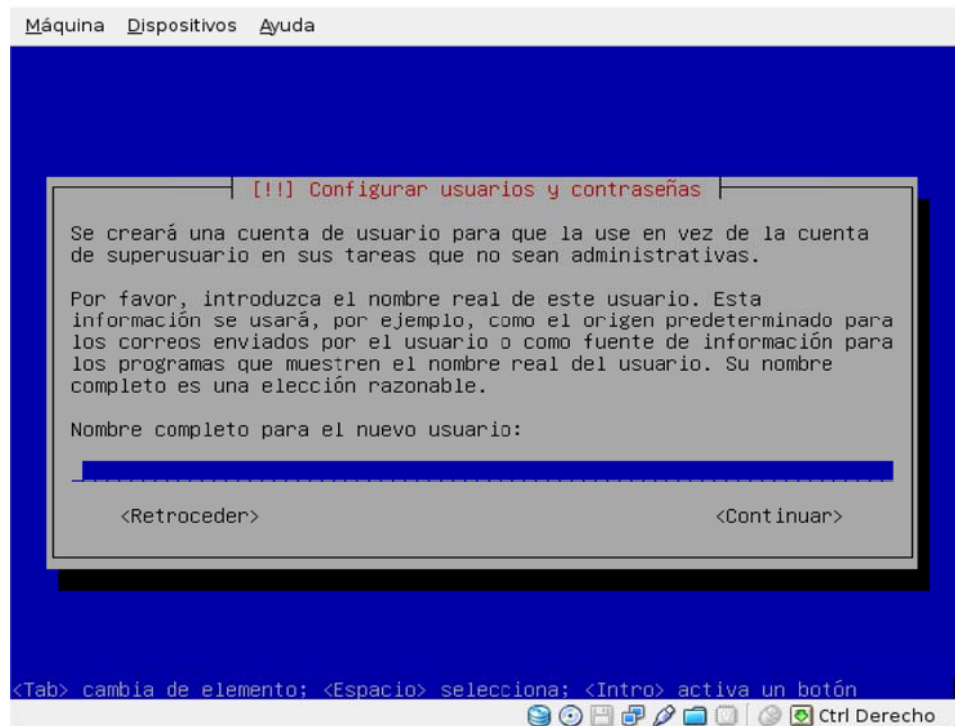 Máquina Dispositivos Ayuda
[!!] Configurar usuarios y contraseñas
Se creará una cuenta de usuario para que la use en vez de la cuenta
de superusuario en sus tareas que no sean administrativas.
Por favor, introduzca el nombre real de este usuario. Esta
información se usará, por ejemplo, como el origen predeterminado para
los correos enviados por el usuario o como fuente de información para
los programas que muestren el nombre real del usuario. Su nombre
completo es una elección razonable.
Nombre completo para el nuevo usuario:
<Retroceder> <Continuar>
<Tab> cambia de elemento; <Espacio> selecciona; <Intro> activa un botón
Ctrl Derecho